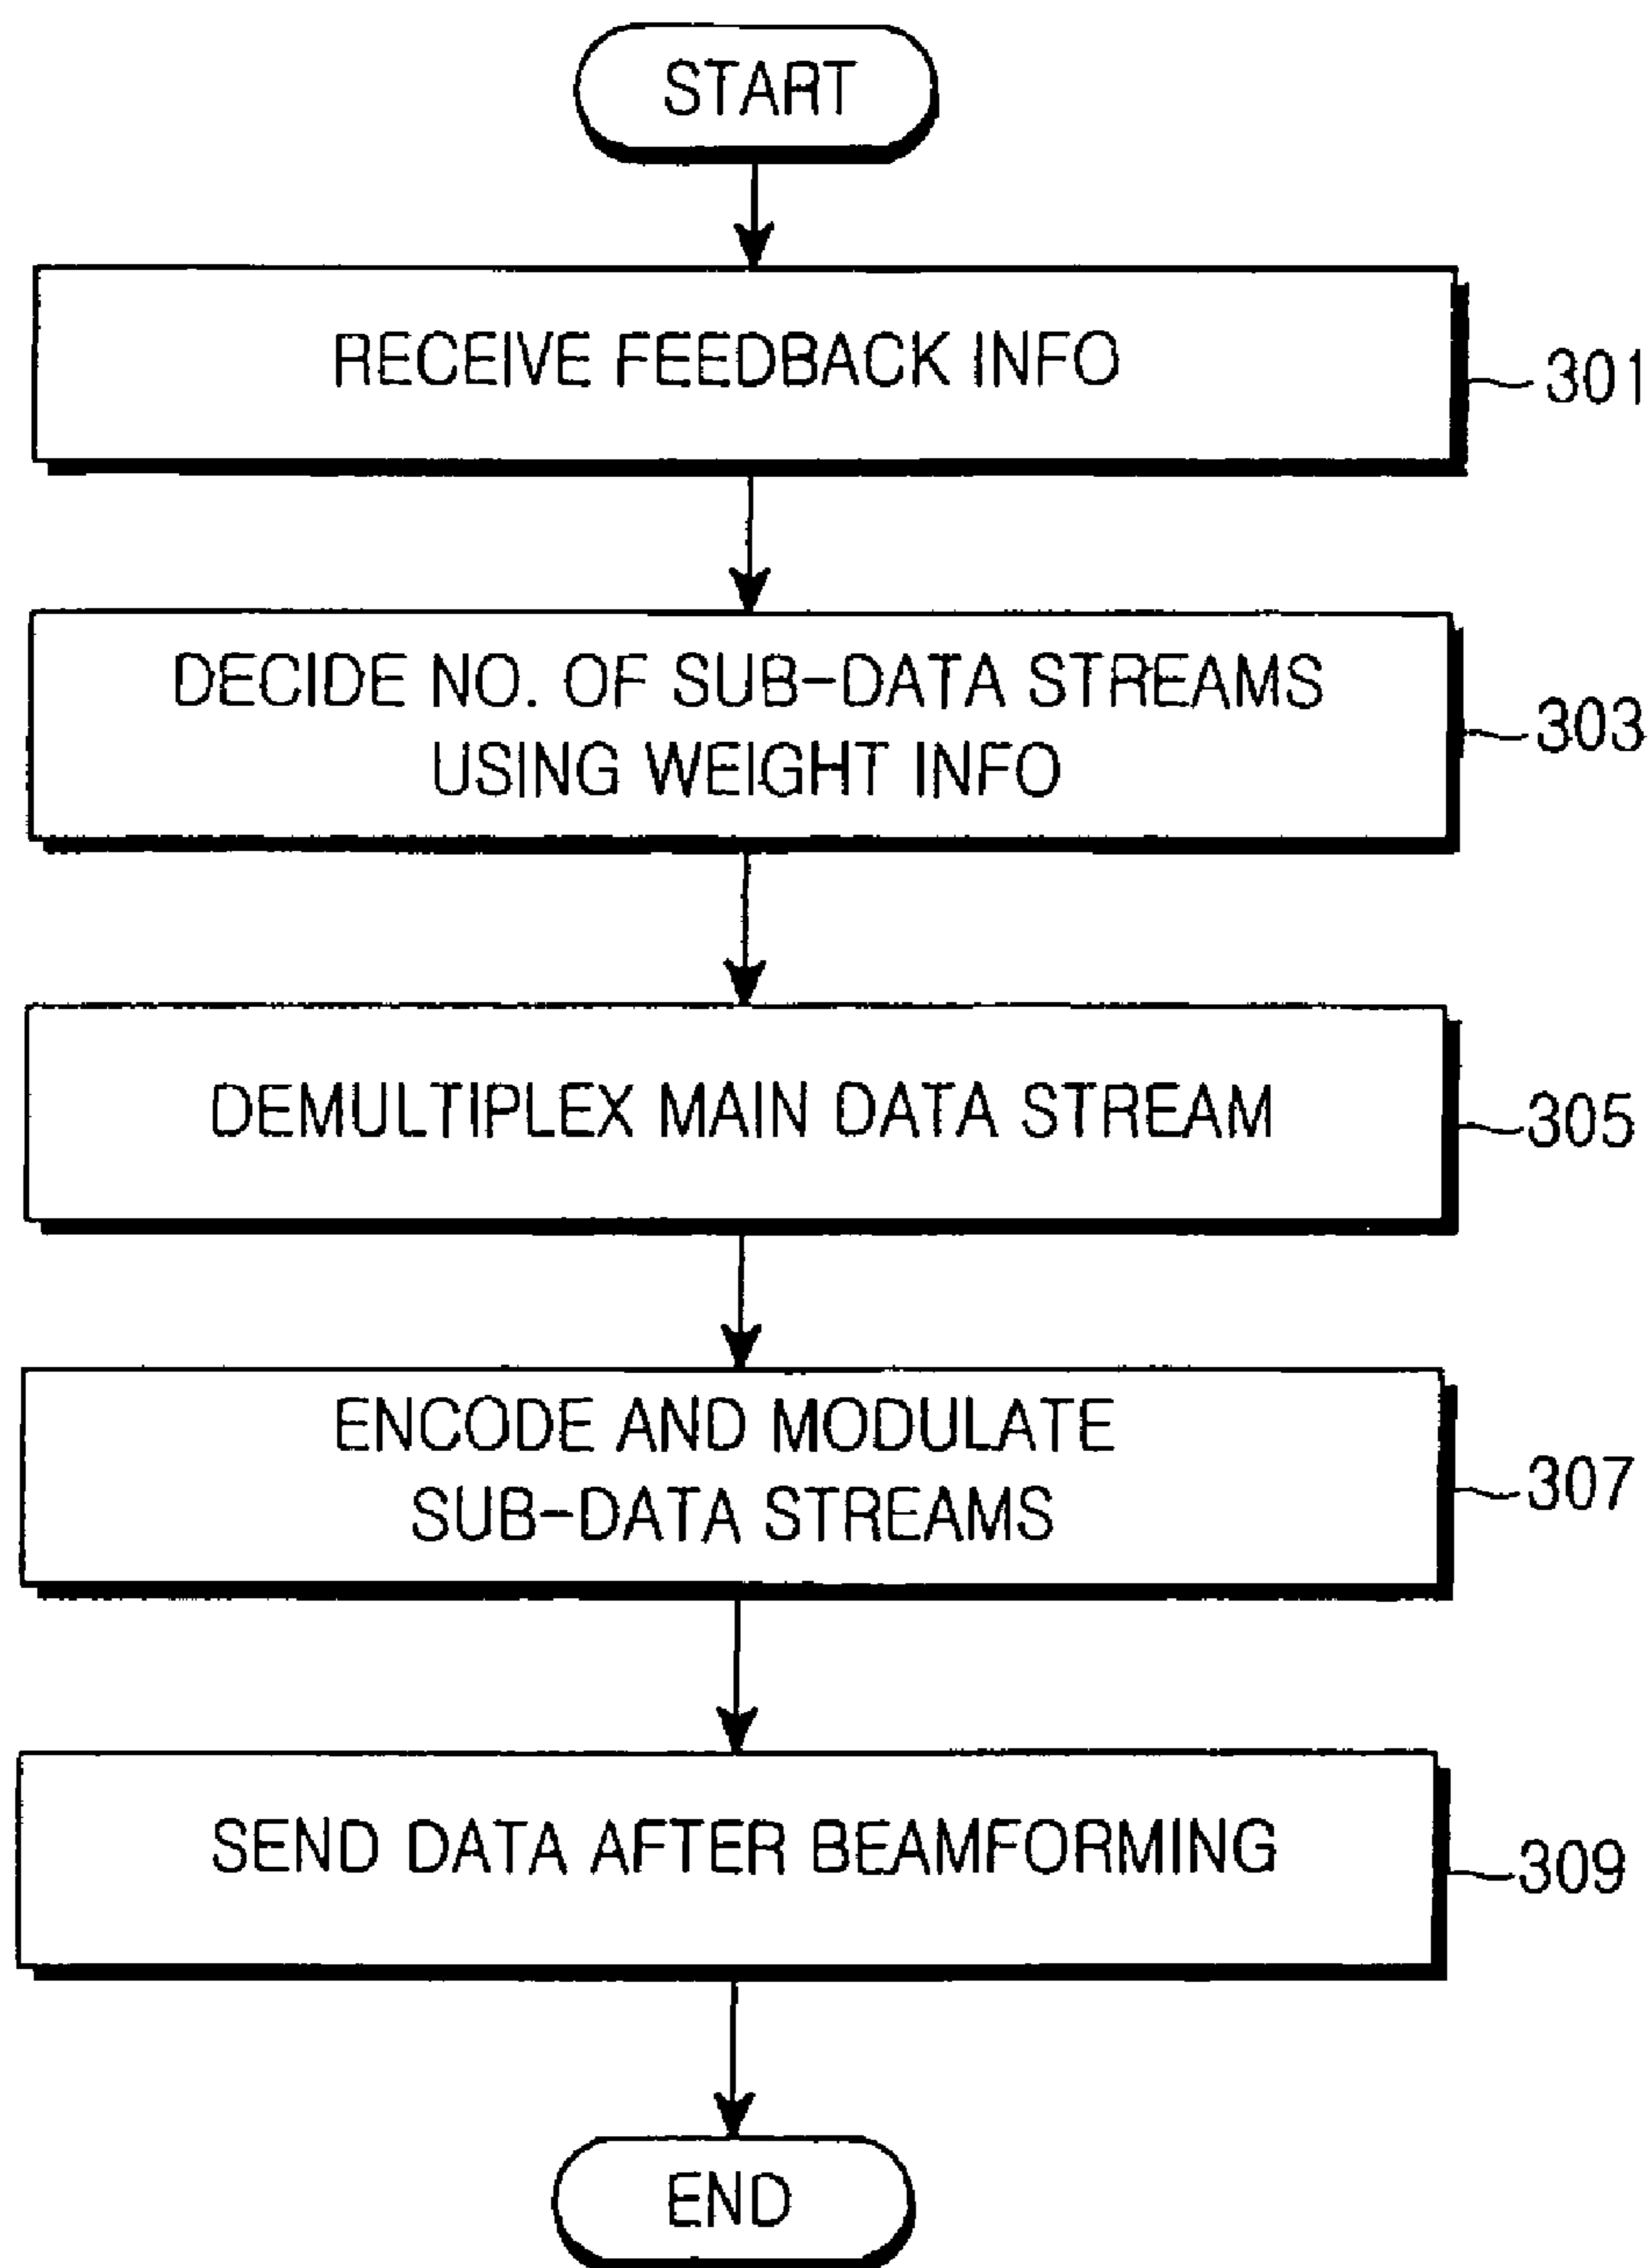 START
RECEIVE FEEDBACK INFO
301
DECIDE NO. OF SUB-DATA STREAMS
USING WEIGHT INFO
303
DEMULTIPLEX MAIN DATA STREAM
305
ENCODE AND MODULATE
SUB-DATA STREAMS
307
SEND DATA AFTER BEAMFORMING
309
END